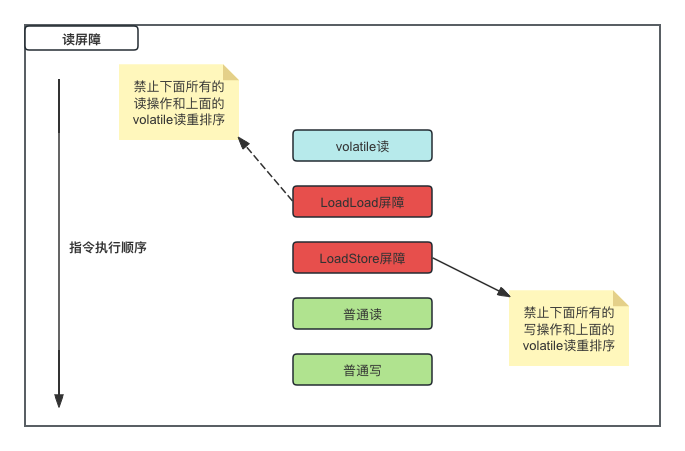 读屏障
禁止下面所有的
读操作和上面的
volatile读重排序
volatile读
LoadLoad屏障
指令执行顺序
LoadStore屏障
禁止下面所有的
写操作和上面的
volatile读重排序
普通读
普通写